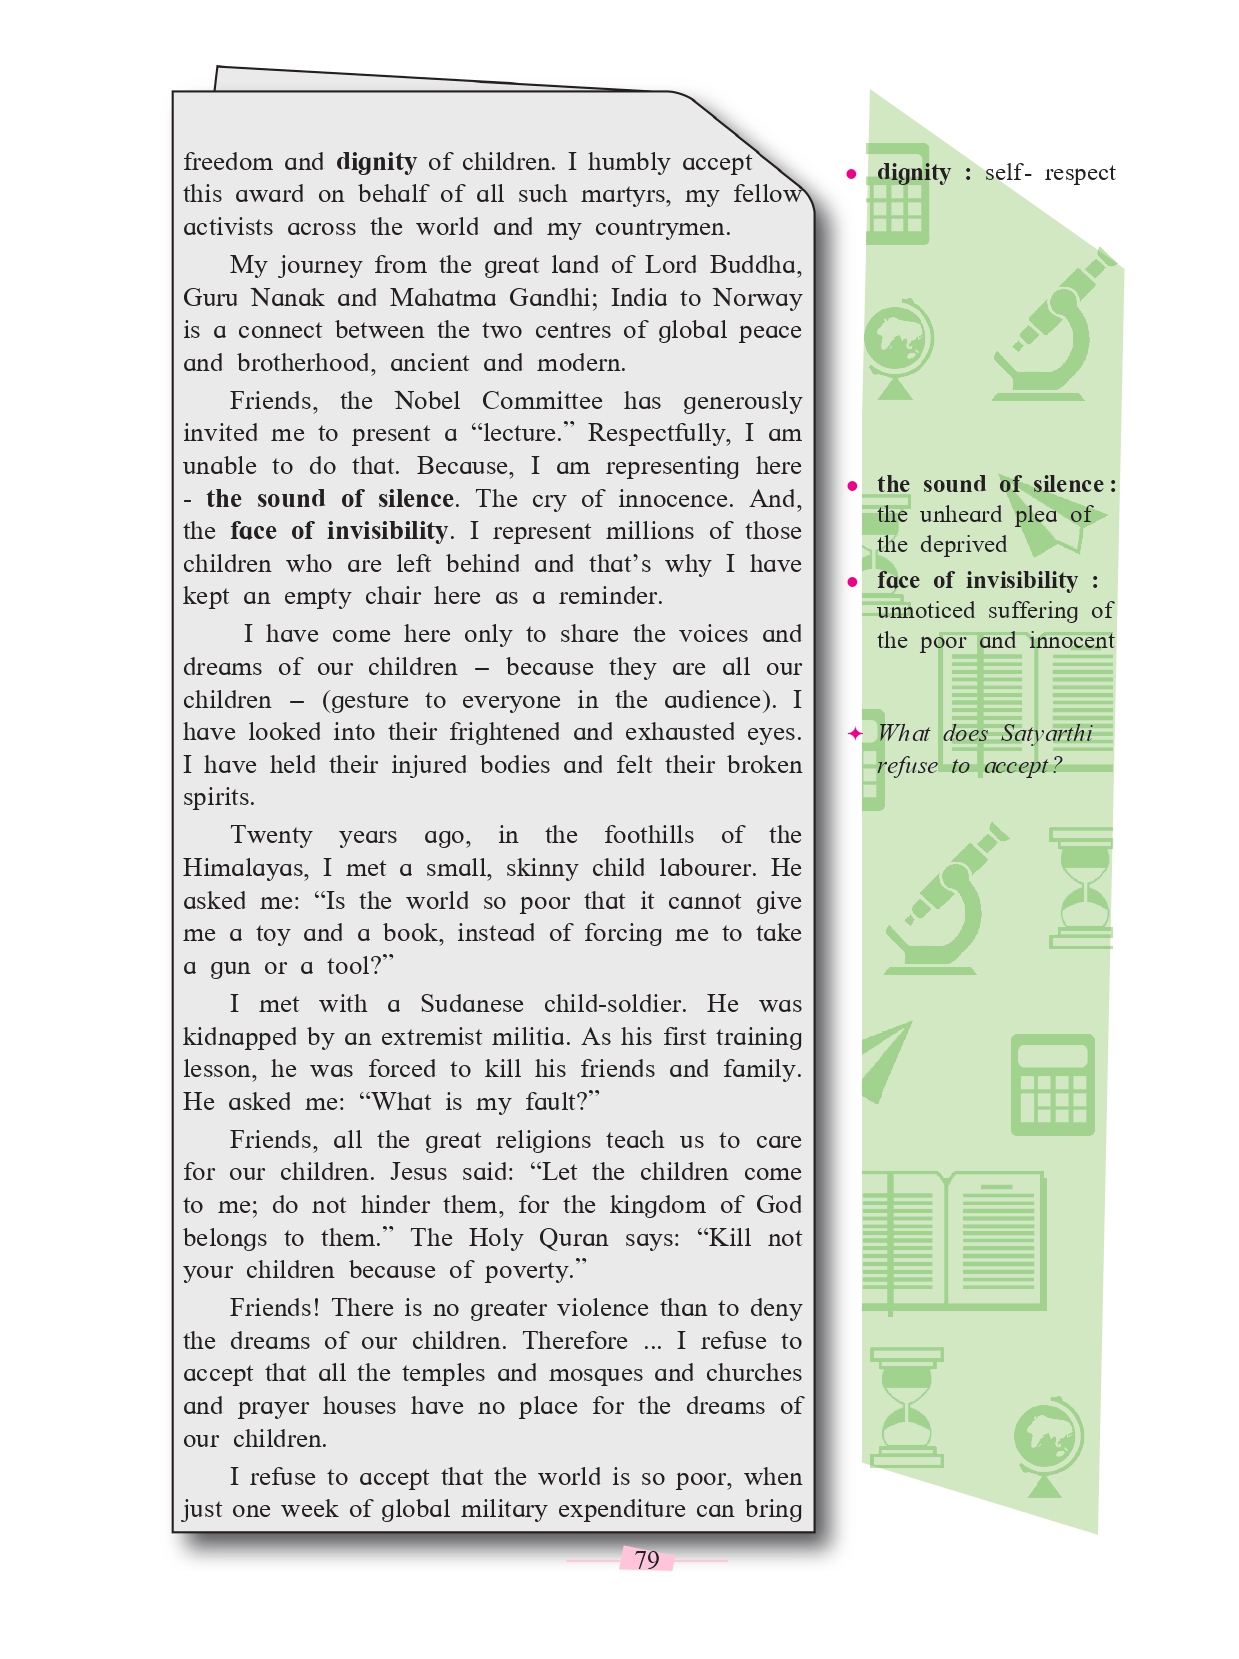 freedom and dignity of children. I humbly accept
this award on behalf of all such martyrs, my fellow
activists across the world and my countrymen.
My journey from the great land of Lord Buddha,
Guru Nanak and Mahatma Gandhi; India to Norway
is a connect between the two centres of global peace
and brotherhood, ancient and modern.
Friends, the Nobel Committee has generously
invited me to present a “lecture.” Respectfully, I am
unable to do that. Because, I am representing here
- the sound of silence. The cry of innocence. And,
the face of invisibility. I represent millions of those
children who are left behind and that’s why I have
kept an empty chair here as a reminder.
I have come here only to share the voices and
dreams of our children – because they are all our
children – (gesture to everyone in the audience). I
have looked into their frightened and exhausted eyes.
I have held their injured bodies and felt their broken
spirits.
Twenty years ago, in the foothills of the
Himalayas, I met a small, skinny child labourer. He
asked me: “Is the world so poor that it cannot give
me a toy and a book, instead of forcing me to take
a gun or a tool?”
I met with a Sudanese child-soldier. He was
kidnapped by an extremist militia. As his first training
lesson, he was forced to kill his friends and family.
He asked me: “What is my fault?”
Friends, all the great religions teach us to care
for our children. Jesus said: “Let the children come
to me; do not hinder them, for the kingdom of God
belongs to them.” The Holy Quran says: “Kill not
your children because of poverty.”
Friends! There is no greater violence than to deny
the dreams of our children. Therefore ... I refuse to
accept that all the temples and mosques and churches
and prayer houses have no place for the dreams of
our children.
I refuse to accept that the world is so poor, when
just one week of global military expenditure can bring
● dignity : self- respect
● the sound of silence :
the unheard plea of
the deprived
● face of invisibility :
unnoticed suffering of
the poor and innocent
✦ What does Satyarthi
refuse to accept?
79